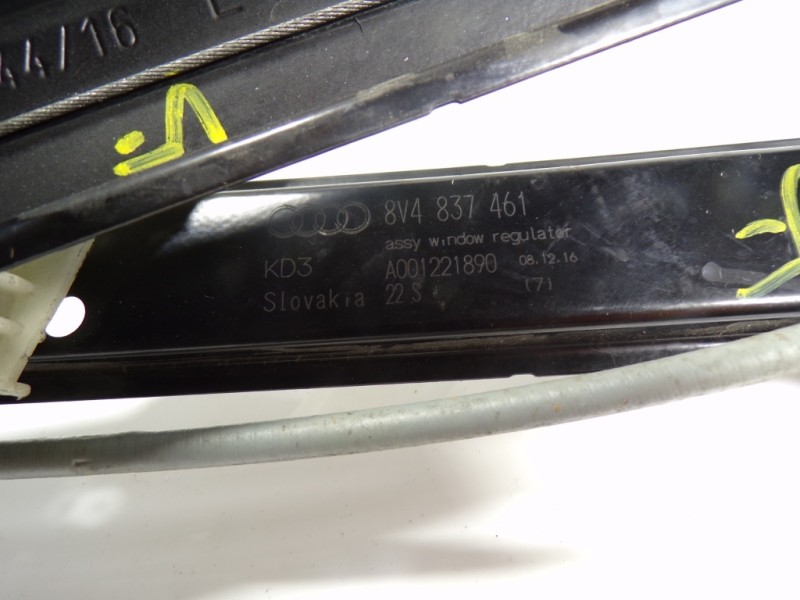 44/16 L
8V4 837 461
assy window regulator
KD3 A001221890 08.12.16
Slovakia 22 S (7)